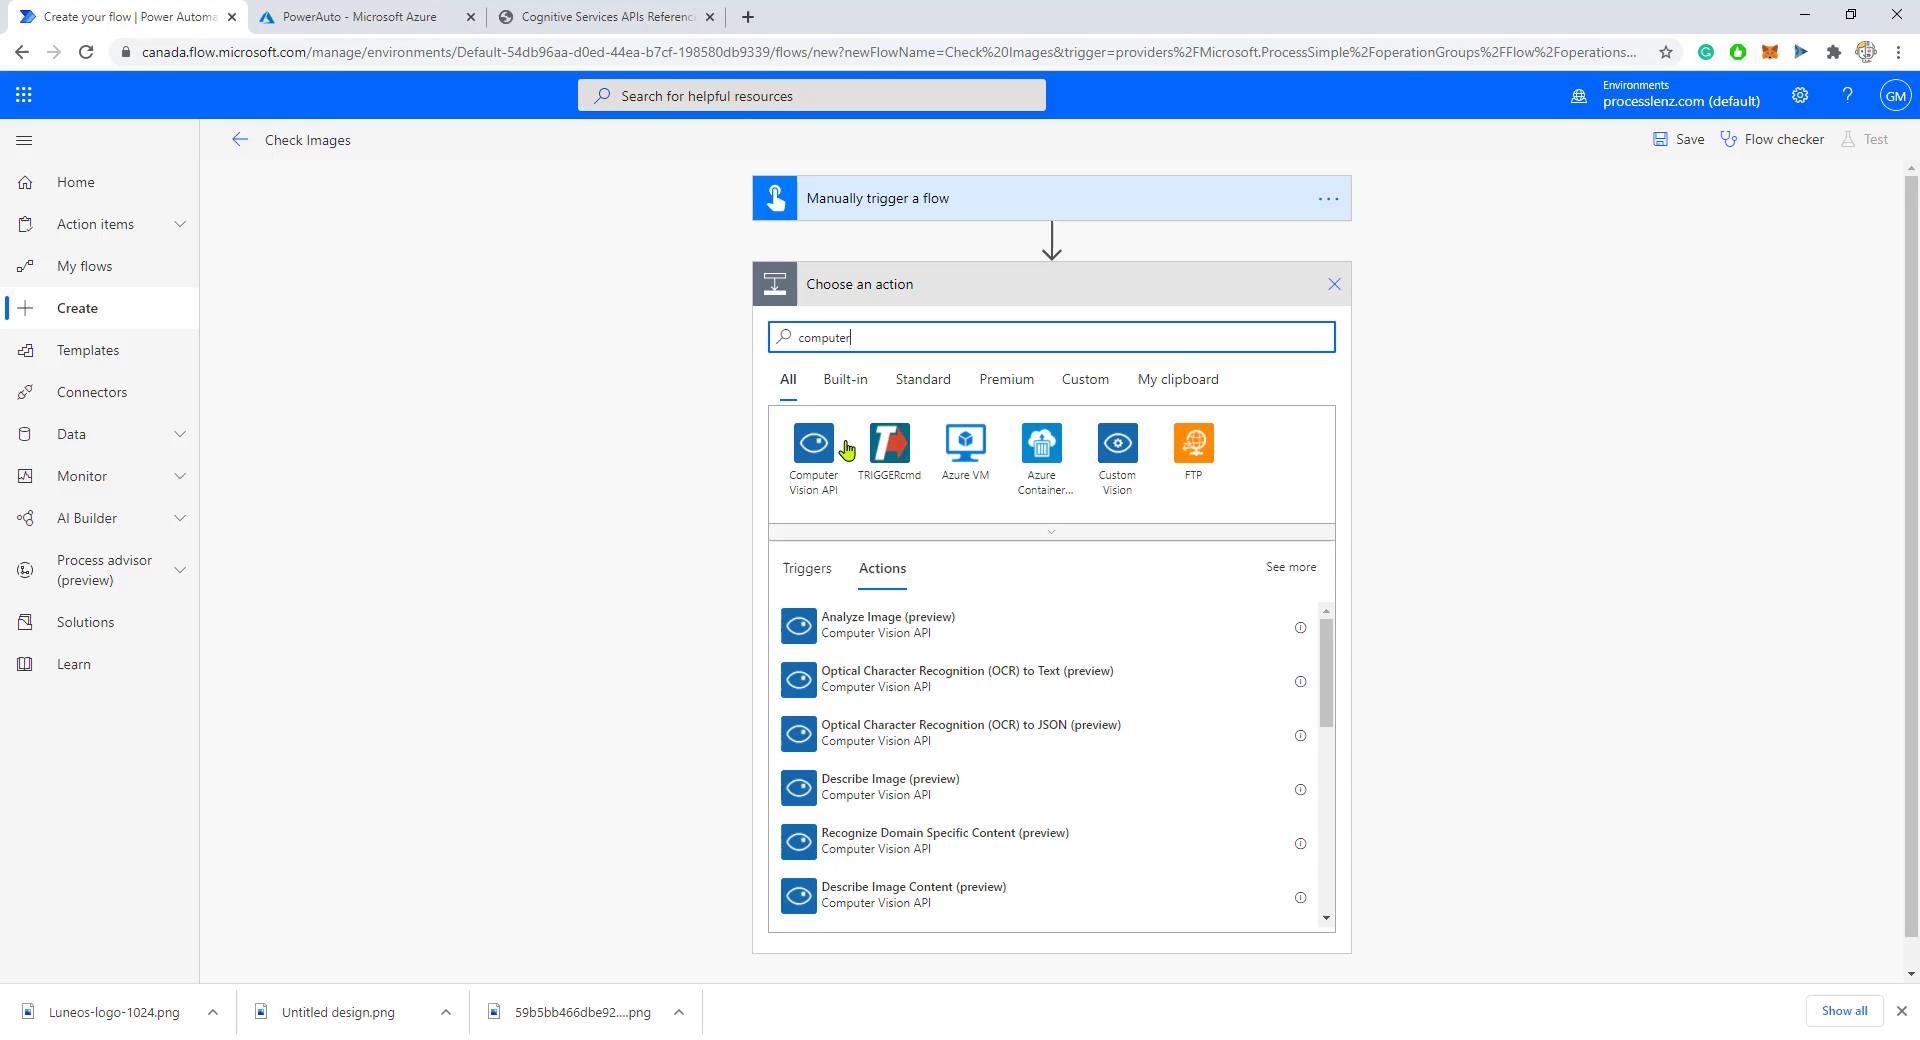 Create your flow | Power Automa
PowerAuto - Microsoft Azure
Cognitive Services APIs Referenc
canada.flow.microsoft.com/manage/environments/Default-54db96aa-d0ed-44ea-b7cf-198580db9339/flows/new?newFlowName=Check%20Images&trigger=providers%2FMicrosoft.ProcessSimple%2FoperationGroups%2FFlow%2Foperations...
Search for helpful resources
Environments
processlenz.com (default)
?
GM
Check Images
Save
Flow checker
Test
Home
Action items
My flows
Create
Templates
Connectors
Data
Monitor
AI Builder
Process advisor
(preview)
Solutions
Learn
Manually trigger a flow
Choose an action
computer
All
Built-in
Standard
Premium
Custom
My clipboard
Computer
Vision API
TRIGGERcmd
Azure VM
Azure
Container...
Custom
Vision
FTP
Triggers
Actions
See more
Analyze Image (preview)
Computer Vision API
Optical Character Recognition (OCR) to Text (preview)
Computer Vision API
Optical Character Recognition (OCR) to JSON (preview)
Computer Vision API
Describe Image (preview)
Computer Vision API
Recognize Domain Specific Content (preview)
Computer Vision API
Describe Image Content (preview)
Computer Vision API
Luneos-logo-1024.png
Untitled design.png
59b5bb466dbe92....png
Show all